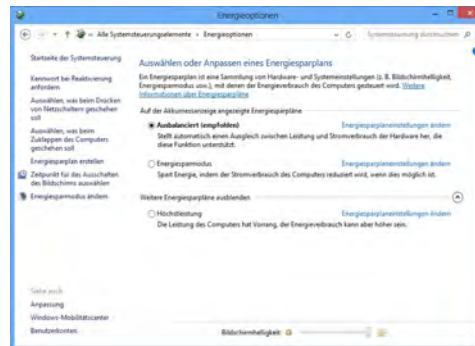 Energieoptionen
« Alle Systemsteuerungselemente › Energieoptionen
Systemsteuerung durchsuchen
Startseite der Systemsteuerung
Kennwort bei Reaktivierung
anfordern
Auswählen, was beim Drücken
von Netzschaltern geschehen
soll
Auswählen, was beim
Zuklappen des Computers
geschehen soll
Energiesparplan erstellen
Zeitpunkt für das Ausschalten
des Bildschirms auswählen
Energiesparmodus ändern
Auswählen oder Anpassen eines Energiesparplans
Ein Energiesparplan ist eine Sammlung von Hardware- und Systemeinstellungen (z. B. Bildschirmhelligkeit,
Energiesparmodus usw.), mit denen der Energieverbrauch des Computers gesteuert wird. Weitere
Informationen über Energiesparpläne
Auf der Akkumessanzeige angezeigte Energiesparpläne
Ausbalanciert (empfohlen) Energiesparplaneinstellungen ändern
Stellt automatisch einen Ausgleich zwischen Leistung und Stromverbrauch der Hardware her, die
diese Funktion unterstützt.
Energiesparmodus Energiesparplaneinstellungen ändern
Spart Energie, indem der Stromverbrauch des Computers reduziert wird, wenn dies möglich ist.
Weitere Energiesparpläne ausblenden
Höchstleistung Energiesparplaneinstellungen ändern
Die Leistung des Computers hat Vorrang, der Energieverbrauch kann aber höher sein.
Siehe auch
Anpassung
Windows-Mobilitätscenter
Benutzerkonten
Bildschirmhelligkeit: